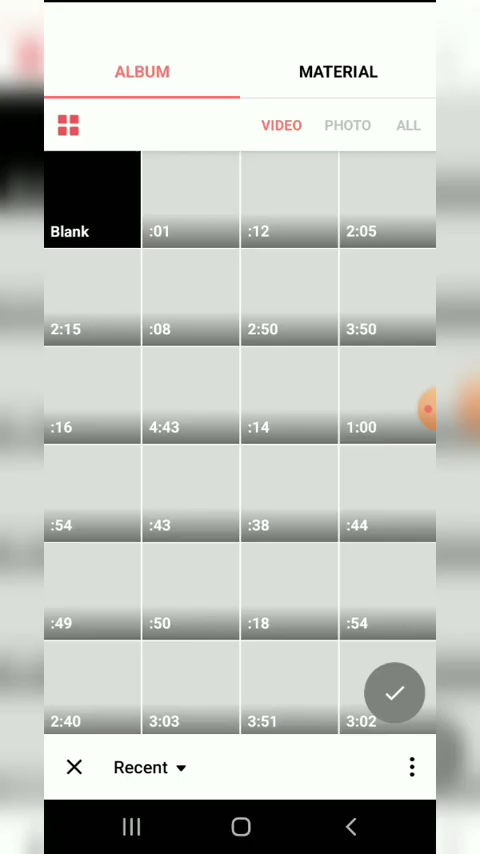 ALBUM MATERIAL
VIDEO PHOTO ALL
Blank :01 :12 2:05
2:15 :08 2:50 3:50
:16 4:43 :14 1:00
:54 :43 :38 :44
:49 :50 :18 :54
2:40 3:03 3:51 3:02
Recent